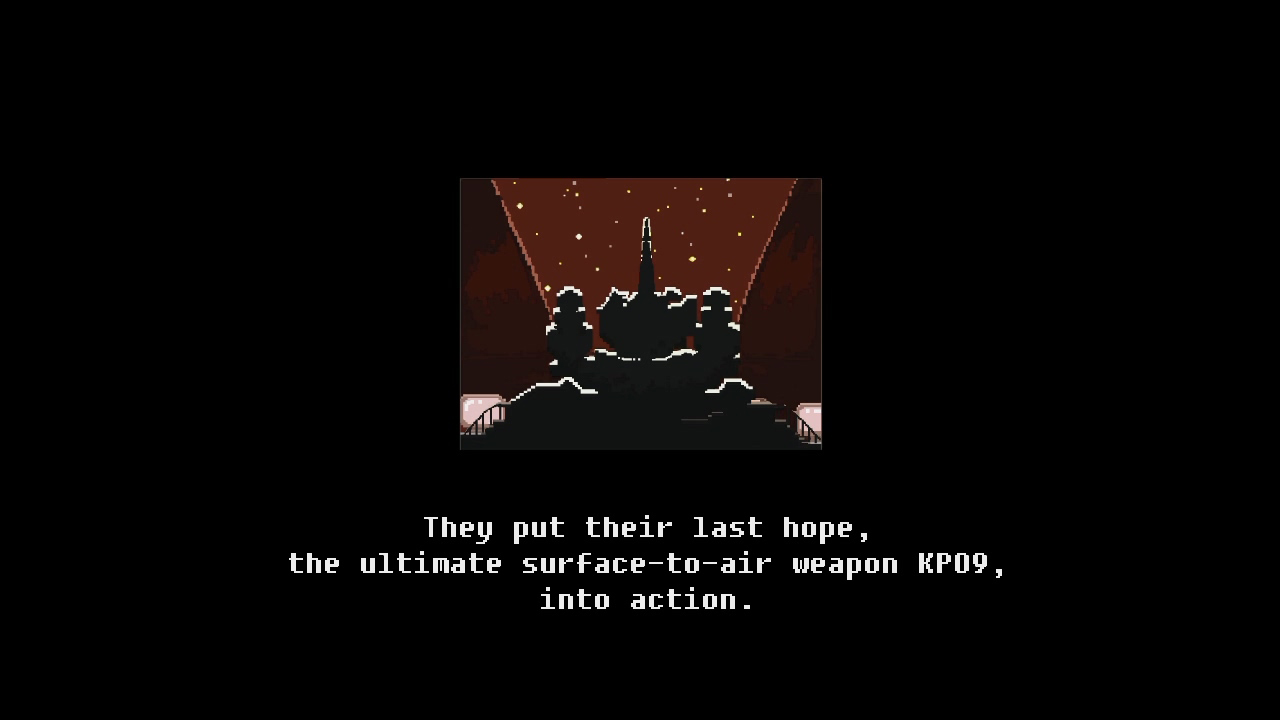 They put their last hope,
the ultimate surface-to-air weapon KP09,
into action.